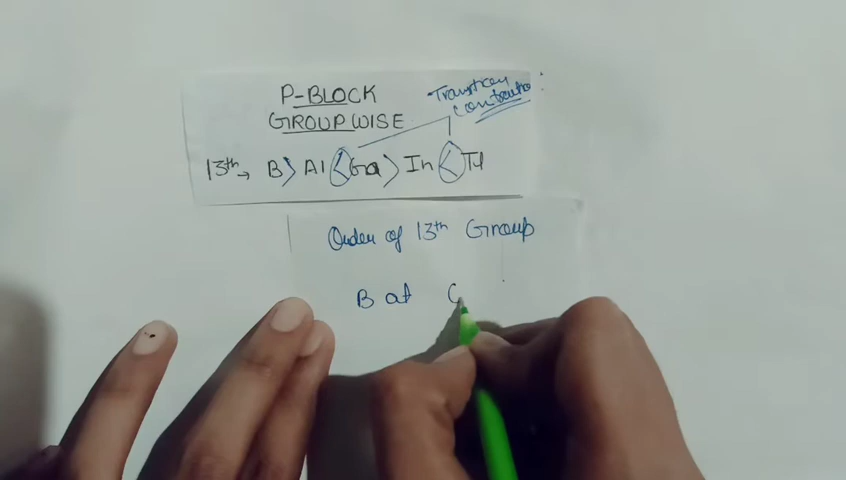 P-BLOCK
GROUPWISE
Transition
Contraction:
13th → B > Al < Ga > In < Tl
Order of 13th Group
B at G